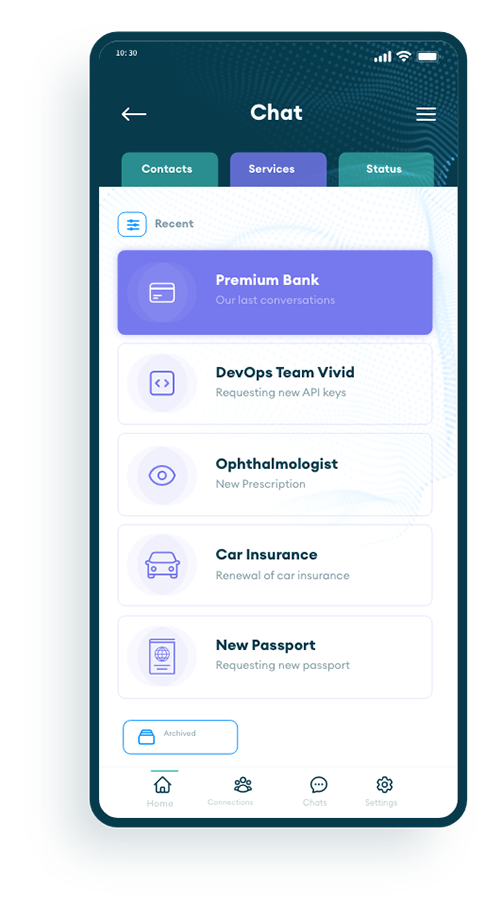 10:30
Chat
Contacts
Services
Status
Recent
Premium Bank
Our last conversations
DevOps Team Vivid
Requesting new API keys
Ophthalmologist
New Prescription
Car Insurance
Renewal of car insurance
New Passport
Requesting new passport
Archived
Home
Connections
Chats
Settings